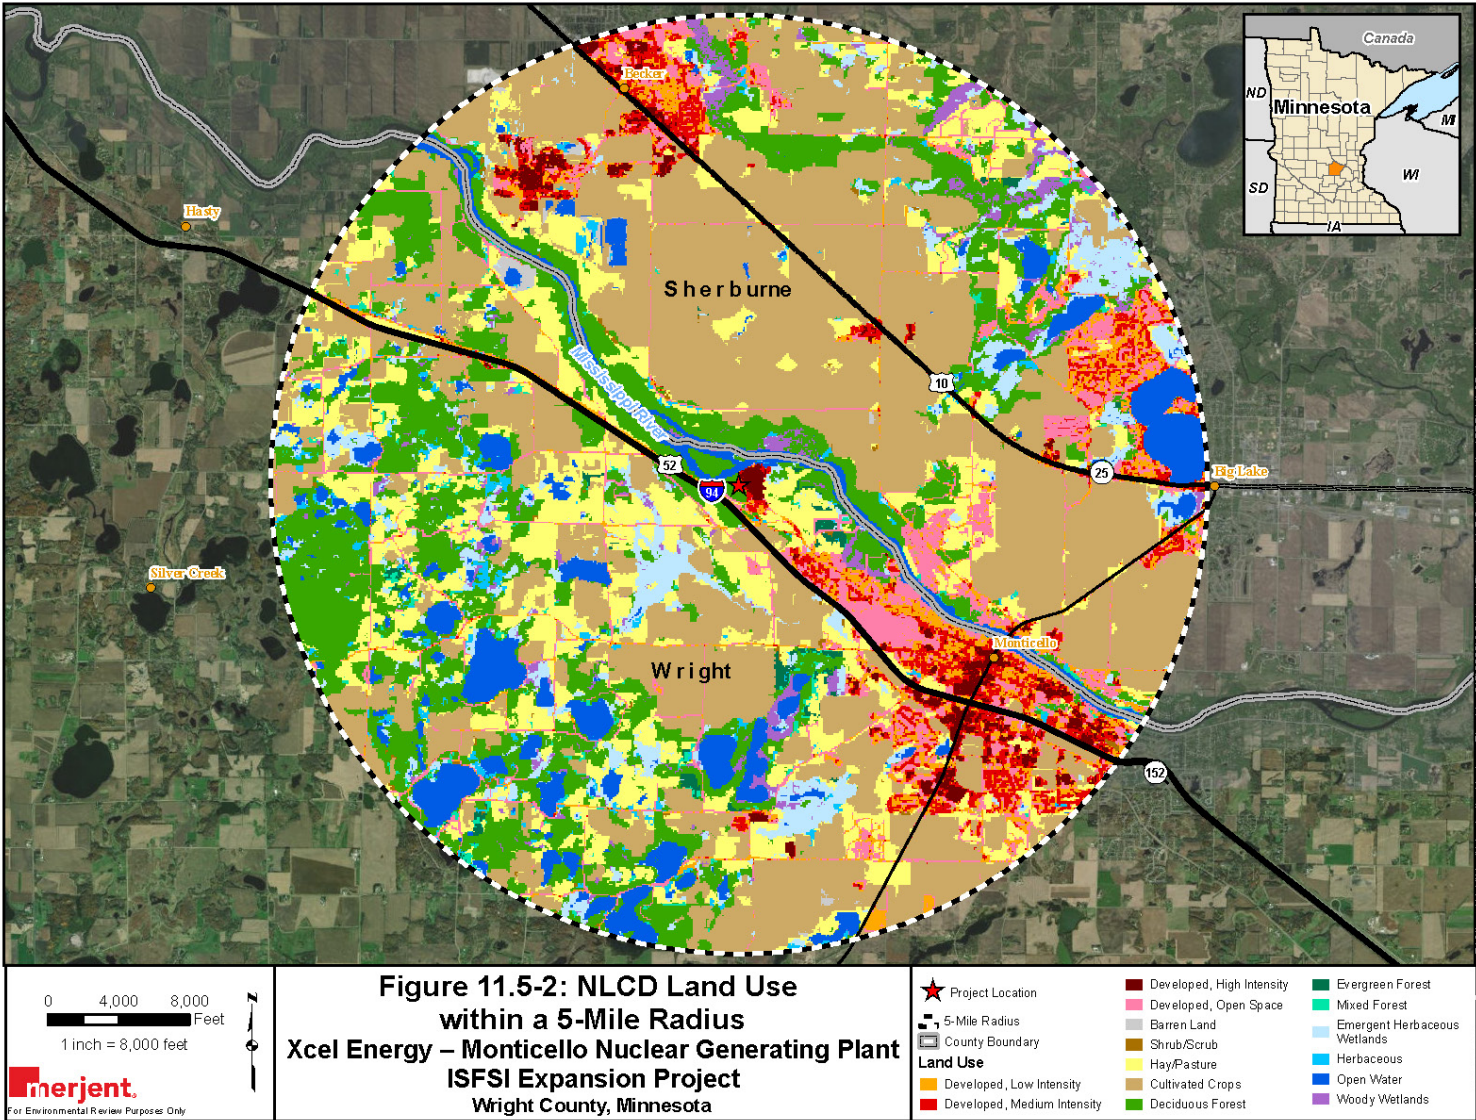 Becker
Hasty
Sherburne
Mississippi River
10
52
94
25
Big Lake
Silver Creek
Monticello
Wright
152
Canada
ND
Minnesota
MI
SD
WI
IA
0 4,000 8,000
Feet
1 inch = 8,000 feet
N
merjent.
For Environmental Review Purposes Only
Figure 11.5-2: NLCD Land Use
within a 5-Mile Radius
Xcel Energy – Monticello Nuclear Generating Plant
ISFSI Expansion Project
Wright County, Minnesota
Project Location
5-Mile Radius
County Boundary
Land Use
Developed, Low Intensity
Developed, Medium Intensity
Developed, High Intensity
Developed, Open Space
Barren Land
Shrub/Scrub
Hay/Pasture
Cultivated Crops
Deciduous Forest
Evergreen Forest
Mixed Forest
Emergent Herbaceous
Wetlands
Herbaceous
Open Water
Woody Wetlands